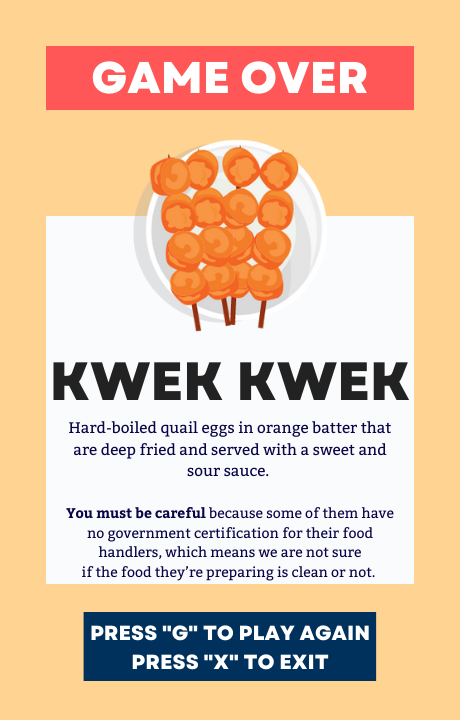 GAME OVER
KWEK KWEK
Hard-boiled quail eggs in orange batter that
are deep fried and served with a sweet and
sour sauce.
You must be careful because some of them have
no government certification for their food
handlers, which means we are not sure
if the food they're preparing is clean or not.
PRESS "G" TO PLAY AGAIN
PRESS "X" TO EXIT